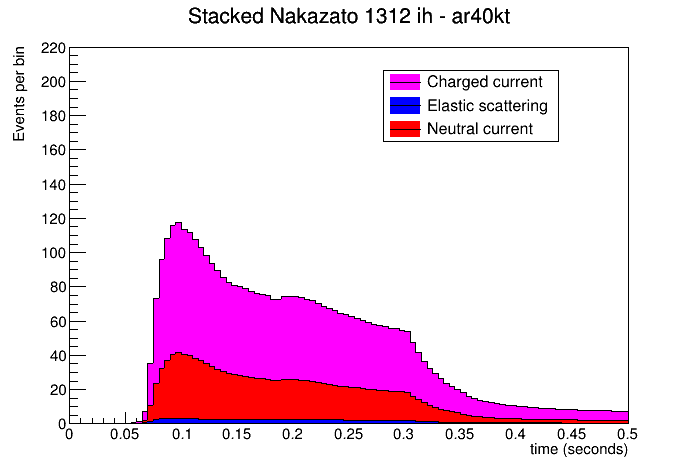 Stacked Nakazato 1312 ih - ar40kt
Events per bin
220
200
180
160
140
120
100
80
60
40
20
0
Charged current
Elastic scattering
Neutral current
0 0.05 0.1 0.15 0.2 0.25 0.3 0.35 0.4 0.45 0.5
time (seconds)